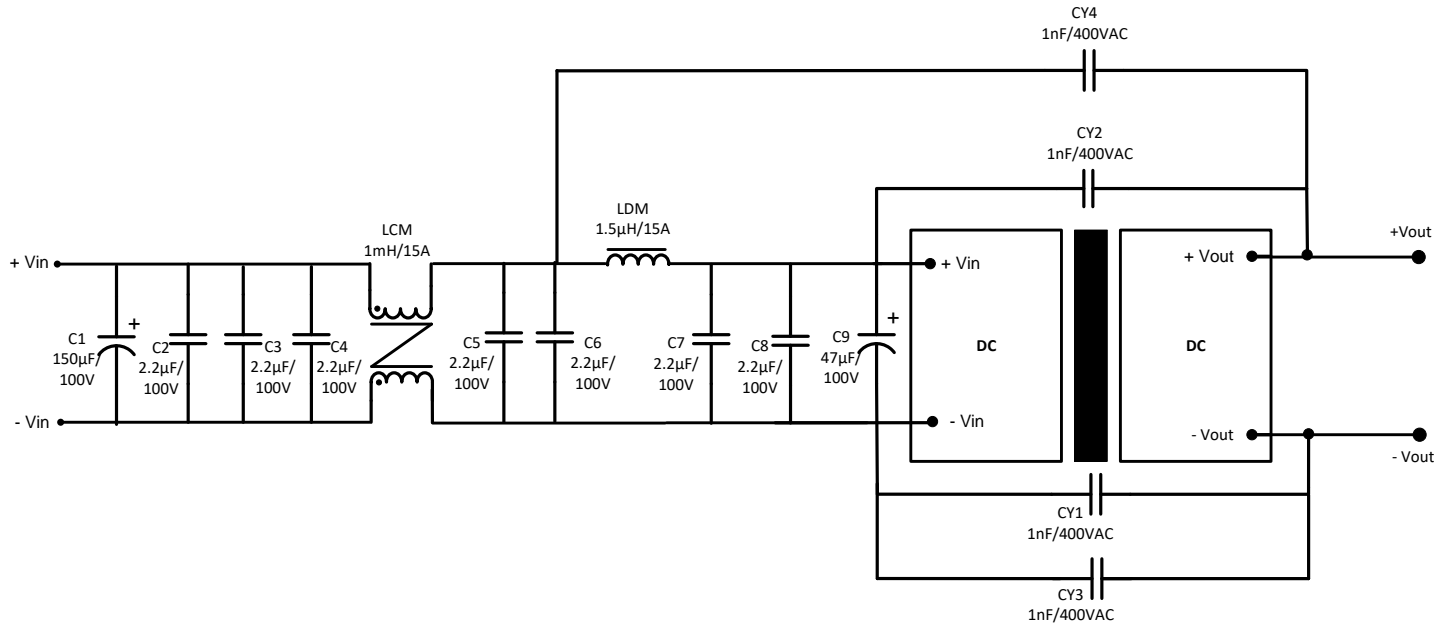 CY4
1nF/400VAC
CY2
1nF/400VAC
LDM
1.5µH/15A
LCM
1mH/15A
+Vout
+ Vin
+ Vin
+ Vout
+
C1
150µF/
100V
C2
2.2µF/
100V
C3
2.2µF/
100V
C4
2.2µF/
100V
C5
2.2µF/
100V
C6
2.2µF/
100V
C7
2.2µF/
100V
C8
2.2µF/
100V
+
C9
47µF/
100V
DC
DC
- Vin
- Vin
- Vout
- Vout
CY1
1nF/400VAC
CY3
1nF/400VAC